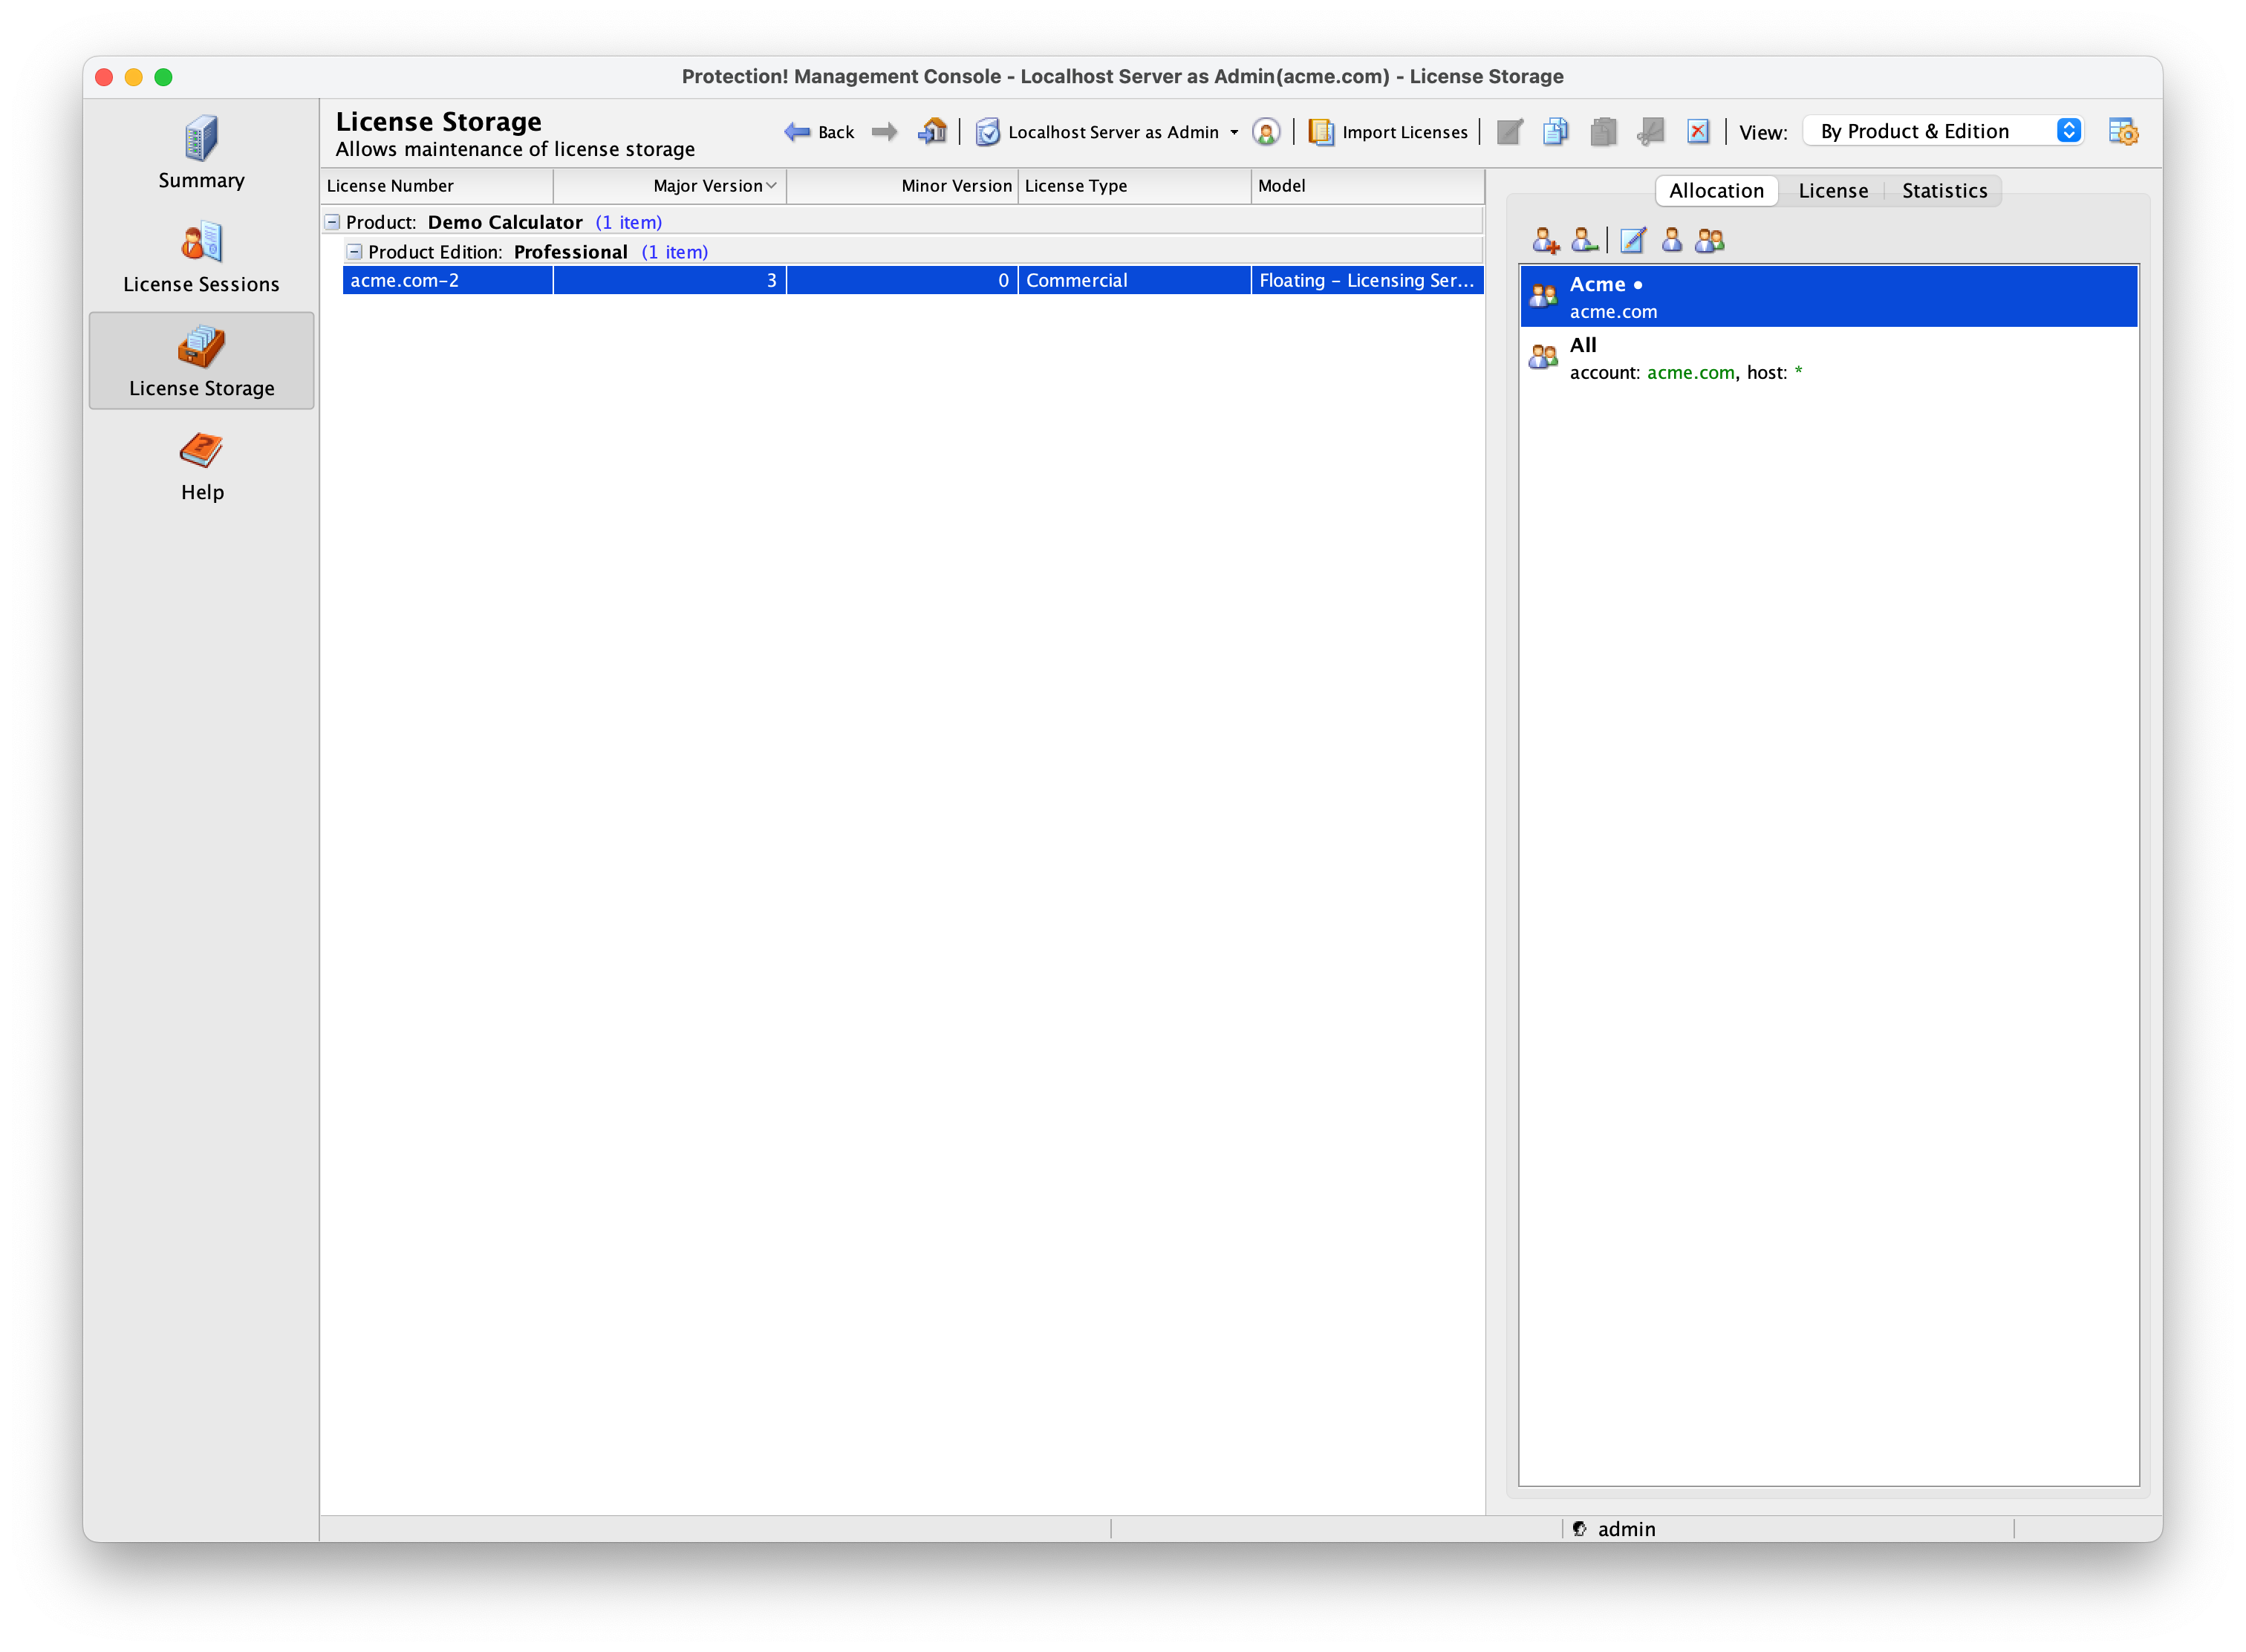 Protection! Management Console - Localhost Server as Admin(acme.com) - License Storage
Summary
License Sessions
License Storage
Help
License Storage
Allows maintenance of license storage
Back
Localhost Server as Admin
Import Licenses
View: By Product & Edition
License Number Major Version Minor Version License Type Model
Product: Demo Calculator (1 item)
Product Edition: Professional (1 item)
acme.com-2 3 0 Commercial Floating - Licensing Ser...
Allocation License Statistics
Acme •
acme.com
All
account: acme.com, host: *
admin